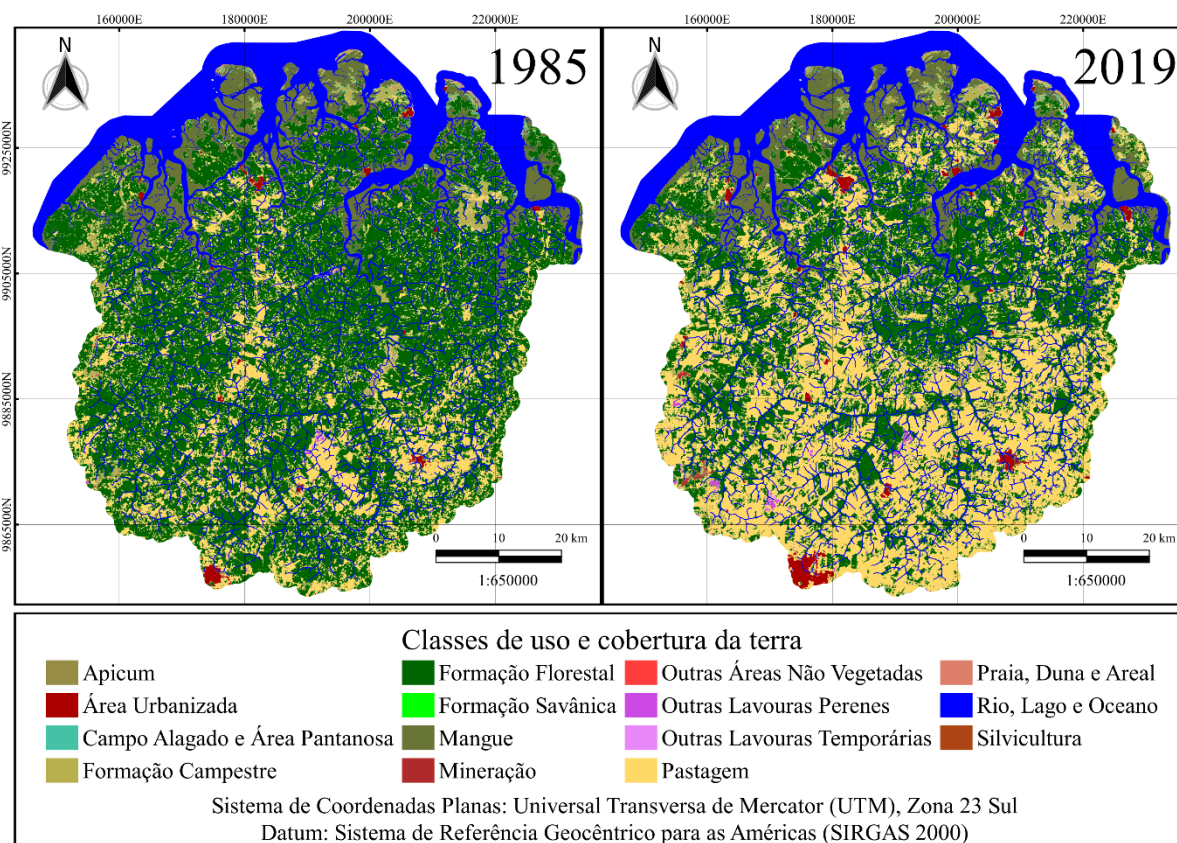 160000E 180000E 200000E 220000E 160000E 180000E 200000E 220000E
N 1985 N 2019
9925000N
9905000N
9885000N
9865000N
0 10 20 km 0 10 20 km
1:650000 1:650000
Classes de uso e cobertura da terra
Apicum Formação Florestal Outras Áreas Não Vegetadas Praia, Duna e Areal
Área Urbanizada Formação Savânica Outras Lavouras Perenes Rio, Lago e Oceano
Campo Alagado e Área Pantanosa Mangue Outras Lavouras Temporárias Silvicultura
Formação Campestre Mineração Pastagem
Sistema de Coordenadas Planas: Universal Transversa de Mercator (UTM), Zona 23 Sul
Datum: Sistema de Referência Geocêntrico para as Américas (SIRGAS 2000)